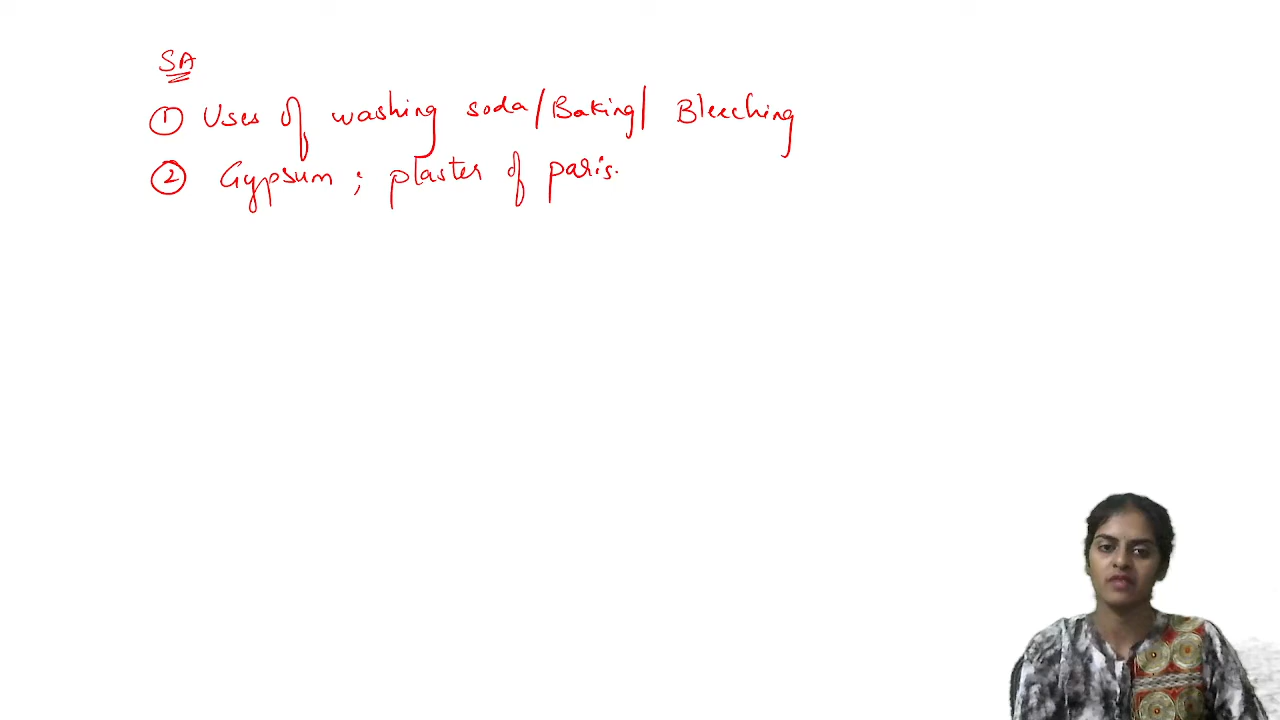 SA
① Uses of washing soda/Baking/ Bleeching
② Gypsum ; plaster of paris.